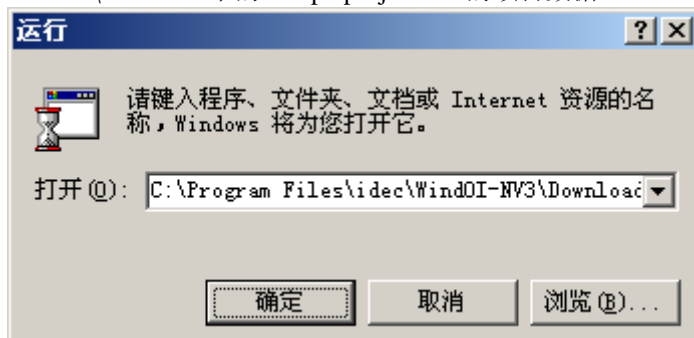 运行
请键入程序、文件夹、文档或 Internet 资源的名
称，Windows 将为您打开它。
打开(O): C:\Program Files\idec\WindOI-NV3\Download
确定
取消
浏览(B)...